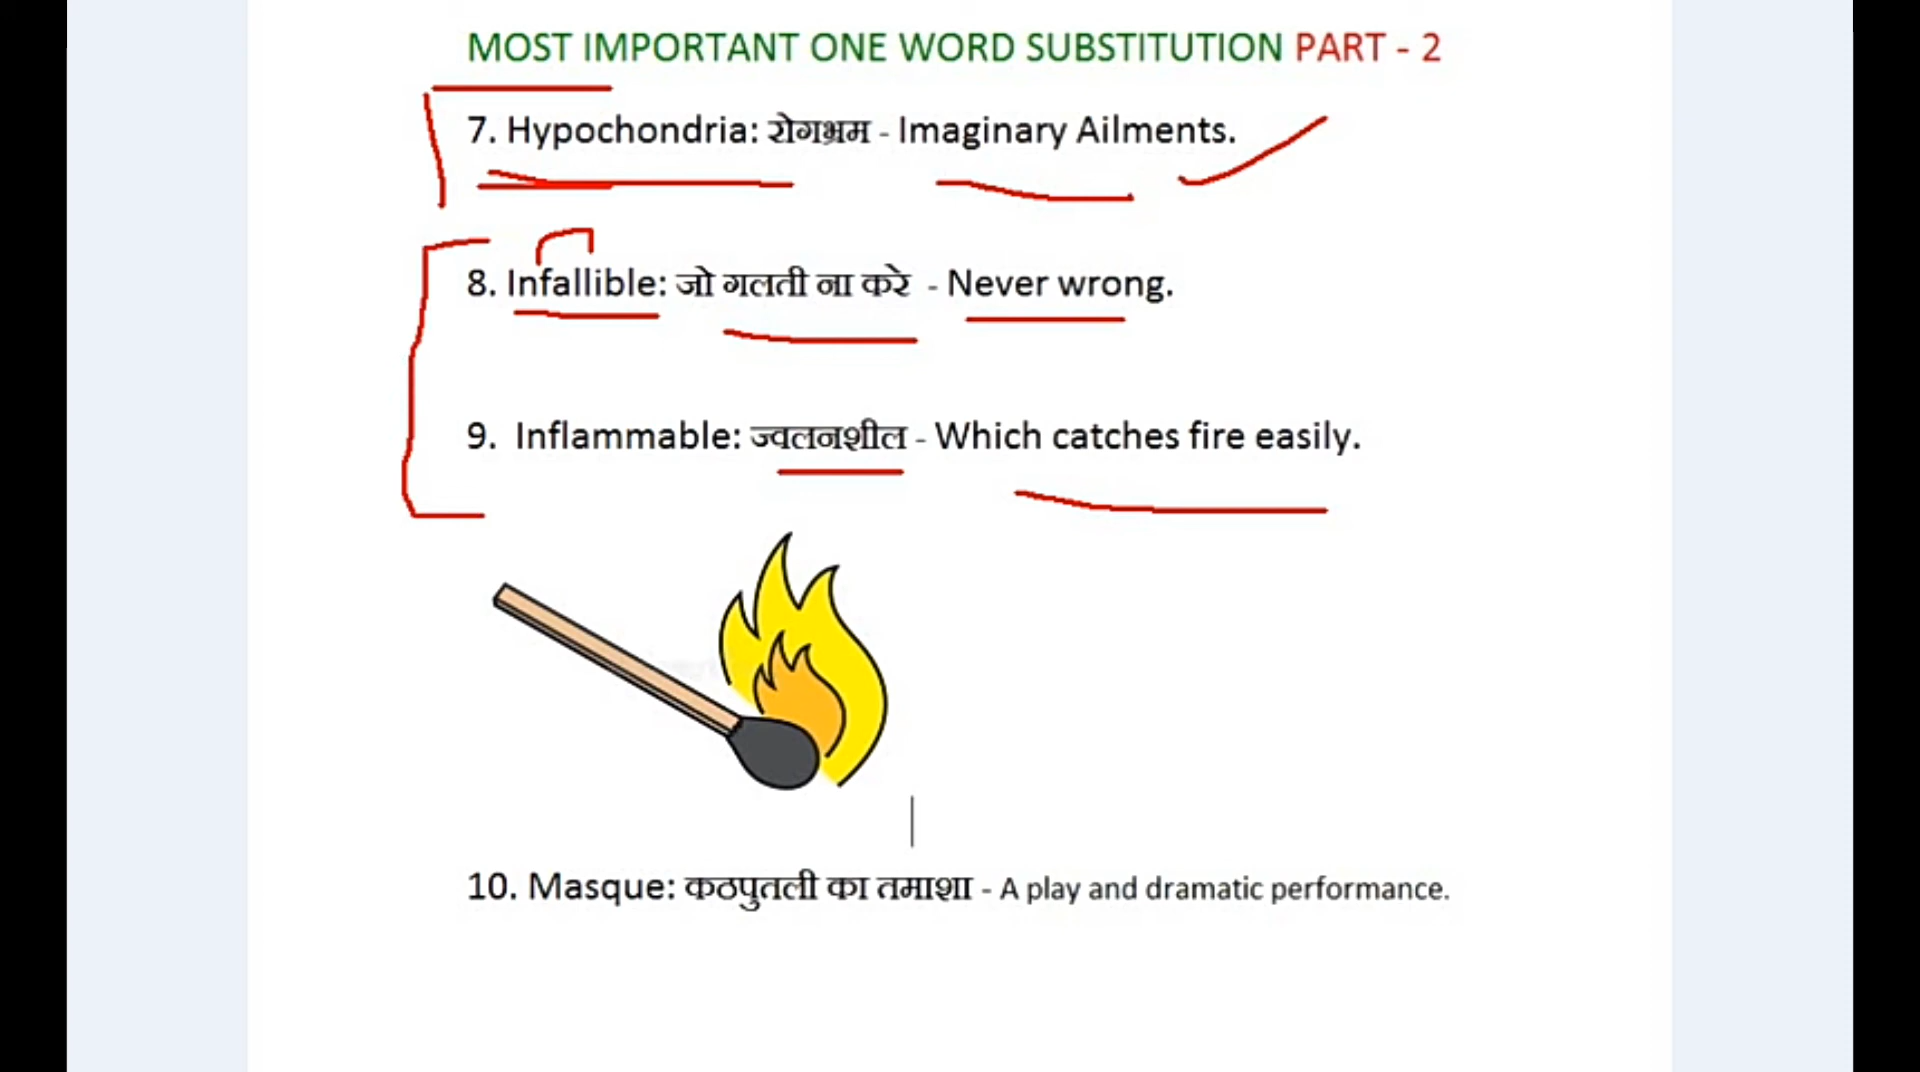 MOST IMPORTANT ONE WORD SUBSTITUTION PART - 2
7. Hypochondria: रोगभ्रम - Imaginary Ailments.
8. Infallible: जो गलती ना करे - Never wrong.
9. Inflammable: ज्वलनशील - Which catches fire easily.
10. Masque: कठपुतली का तमाशा - A play and dramatic performance.